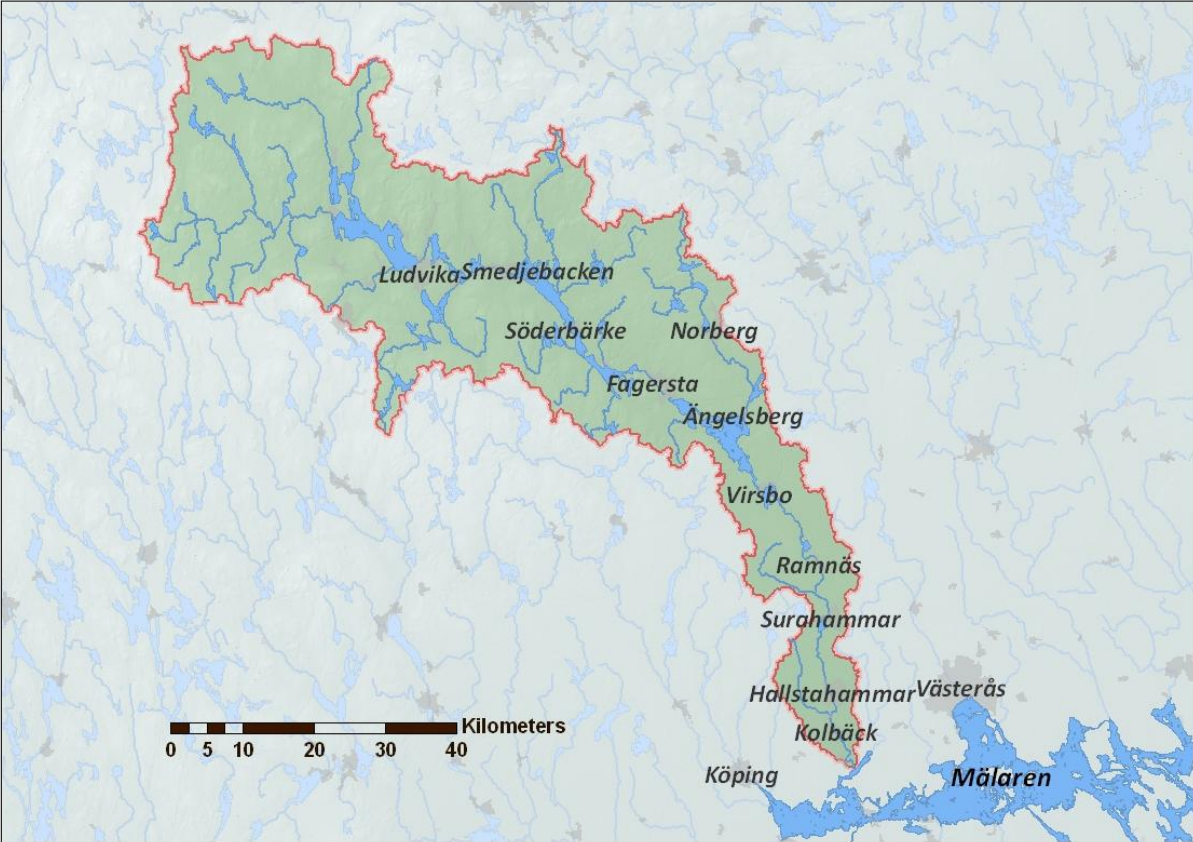 Ludvika
Smedjebacken
Söderbärke
Norberg
Fagersta
Ängelsberg
Virsbo
Ramnäs
Surahammar
Hallstahammar
Västerås
Kolbäck
Köping
Mälaren
Kilometers
0 5 10 20 30 40